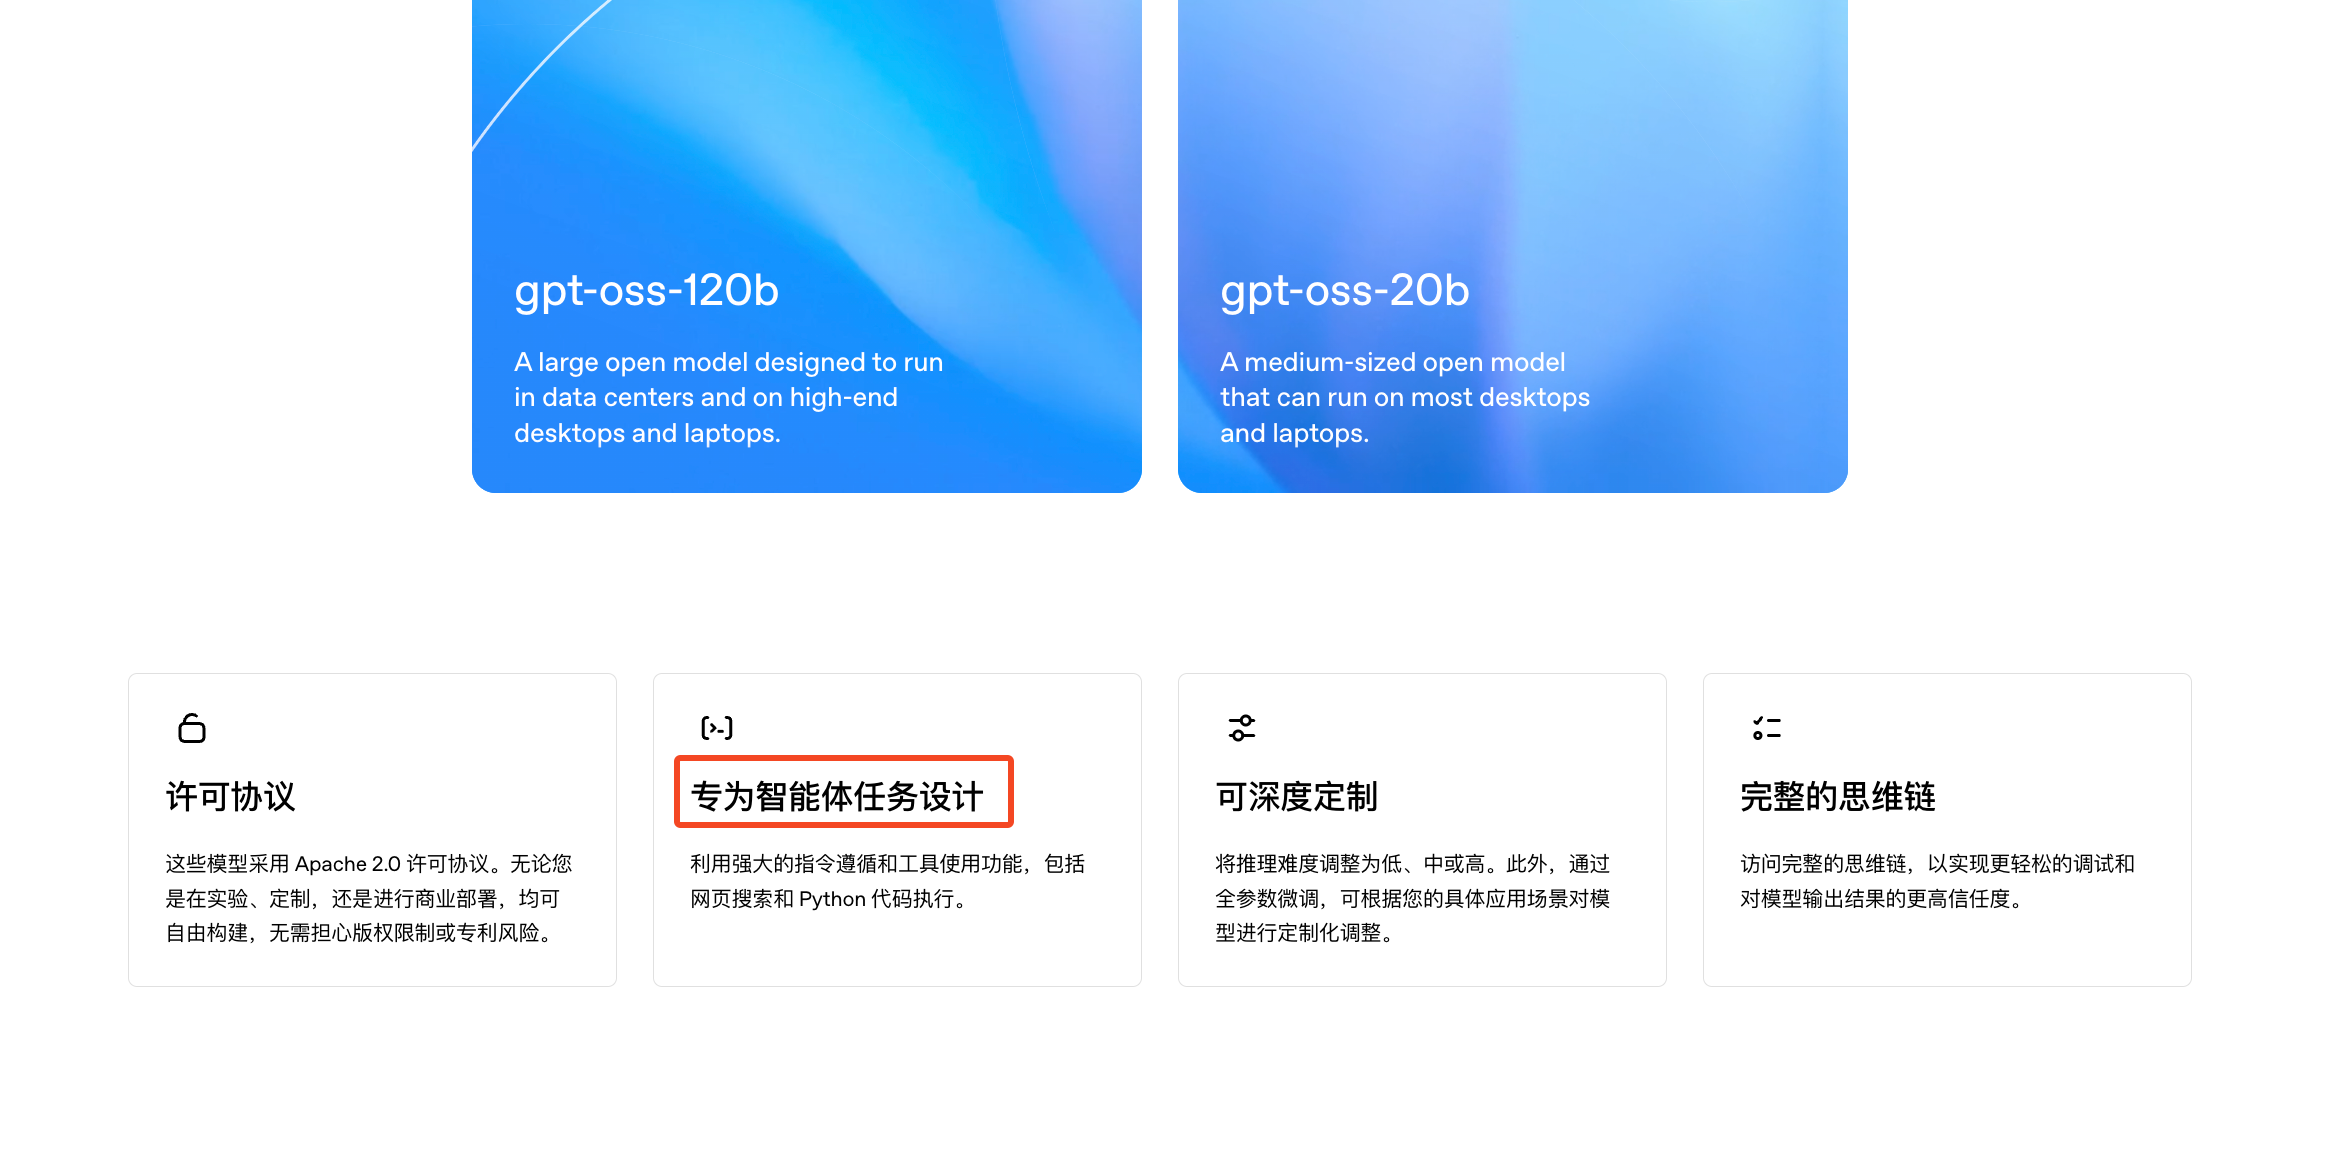 gpt-oss-120b
A large open model designed to run
in data centers and on high-end
desktops and laptops.
gpt-oss-20b
A medium-sized open model
that can run on most desktops
and laptops.
许可协议
这些模型采用 Apache 2.0 许可协议。无论您
是在实验、定制，还是进行商业部署，均可
自由构建，无需担心版权限制或专利风险。
专为智能体任务设计
利用强大的指令遵循和工具使用功能，包括
网页搜索和 Python 代码执行。
可深度定制
将推理难度调整为低、中或高。此外，通过
全参数微调，可根据您的具体应用场景对模
型进行定制化调整。
完整的思维链
访问完整的思维链，以实现更轻松的调试和
对模型输出结果的更高信任度。